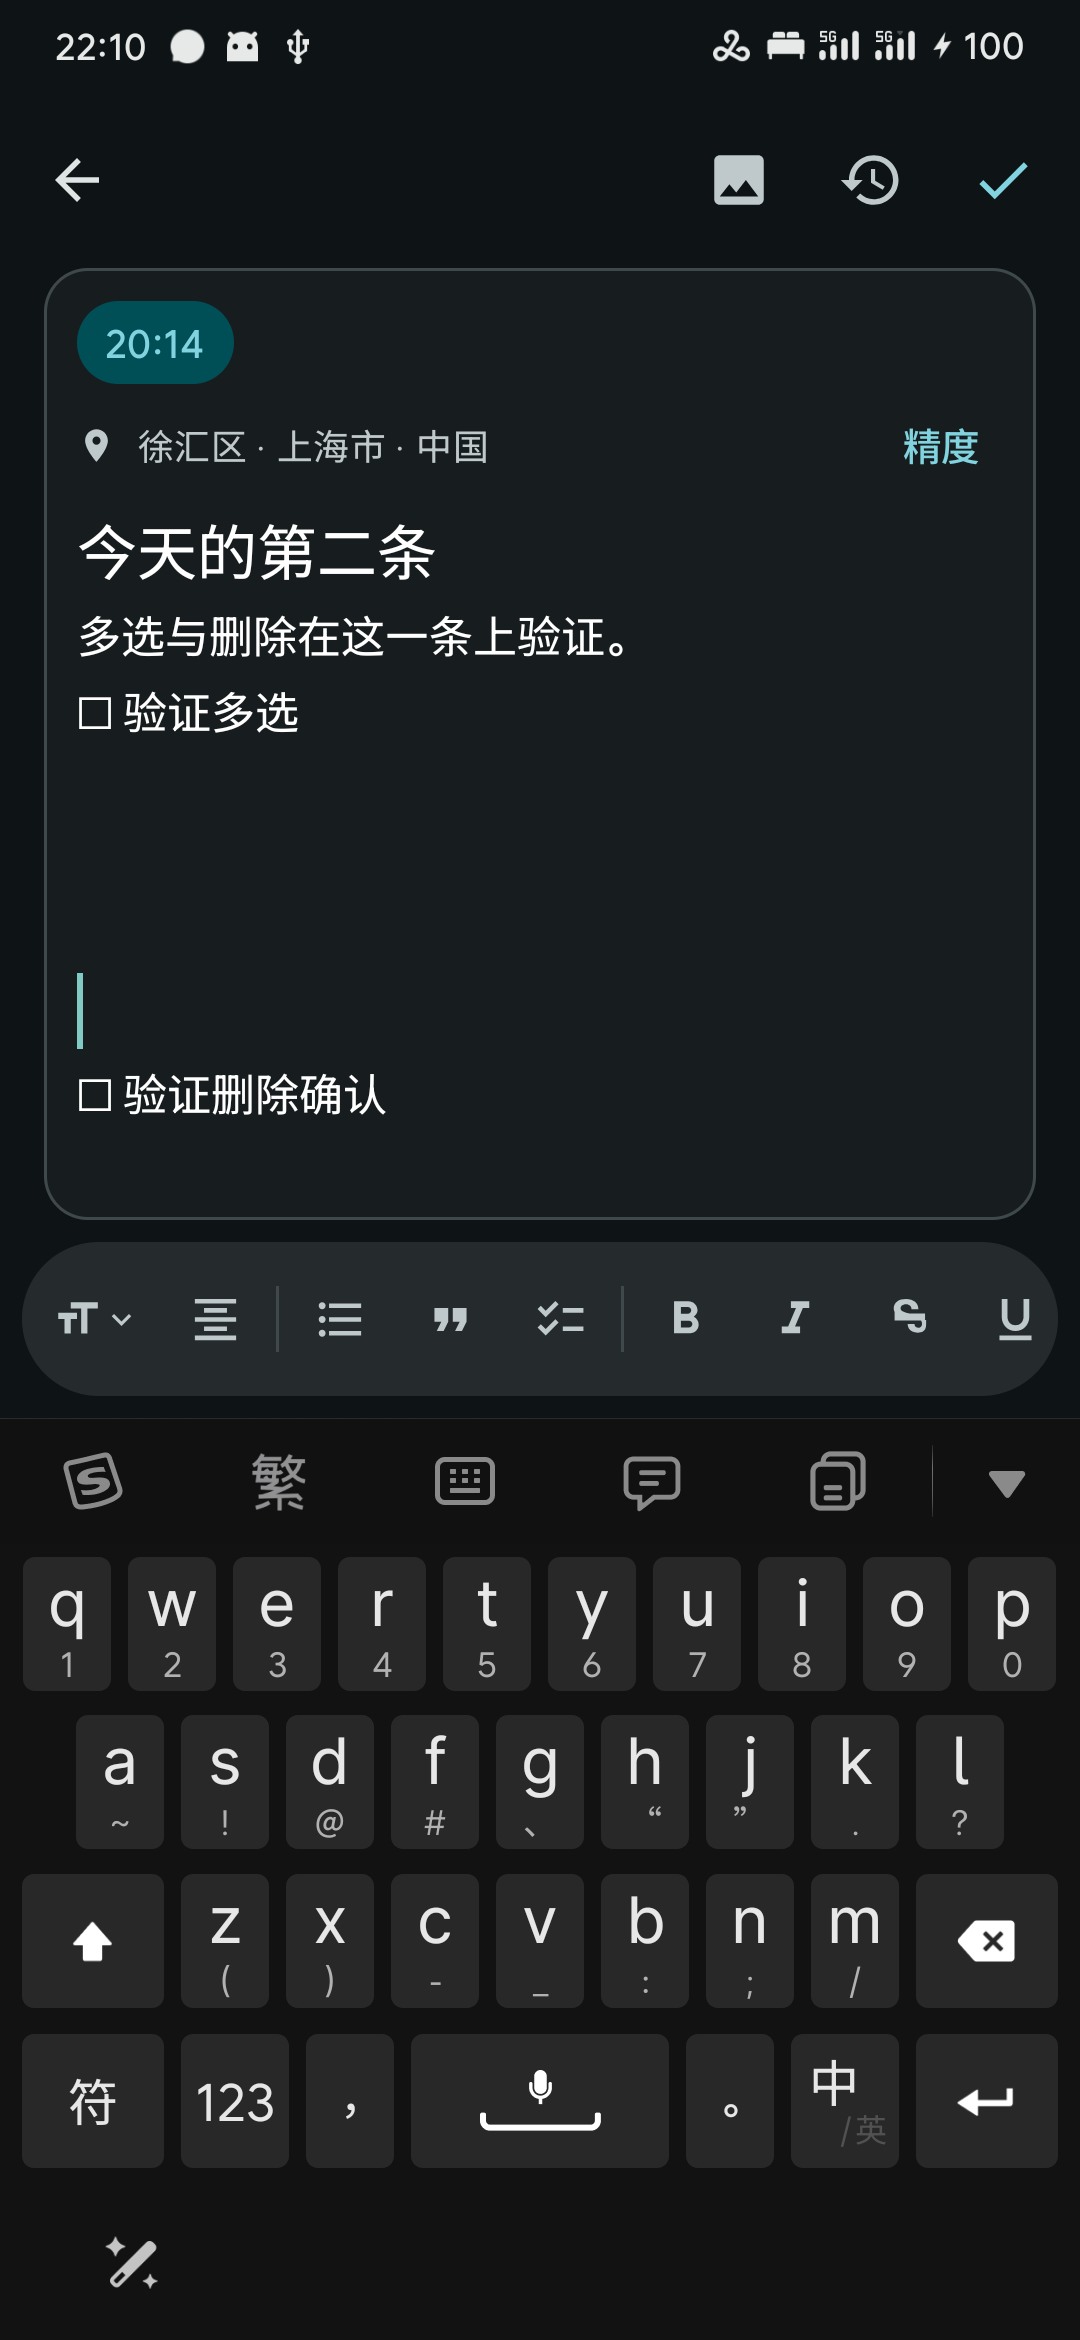 22:10 5G 5G 100
20:14
徐汇区 · 上海市 · 中国 精度
今天的第二条
多选与删除在这一条上验证。
☐ 验证多选
☐ 验证删除确认
B I S U
繁
q w e r t y u i o p
1 2 3 4 5 6 7 8 9 0
a s d f g h j k l
~ ! @ # 、 “ ” . ?
z x c v b n m
( ) - _ : ; /
符 123 ， 。 中/英